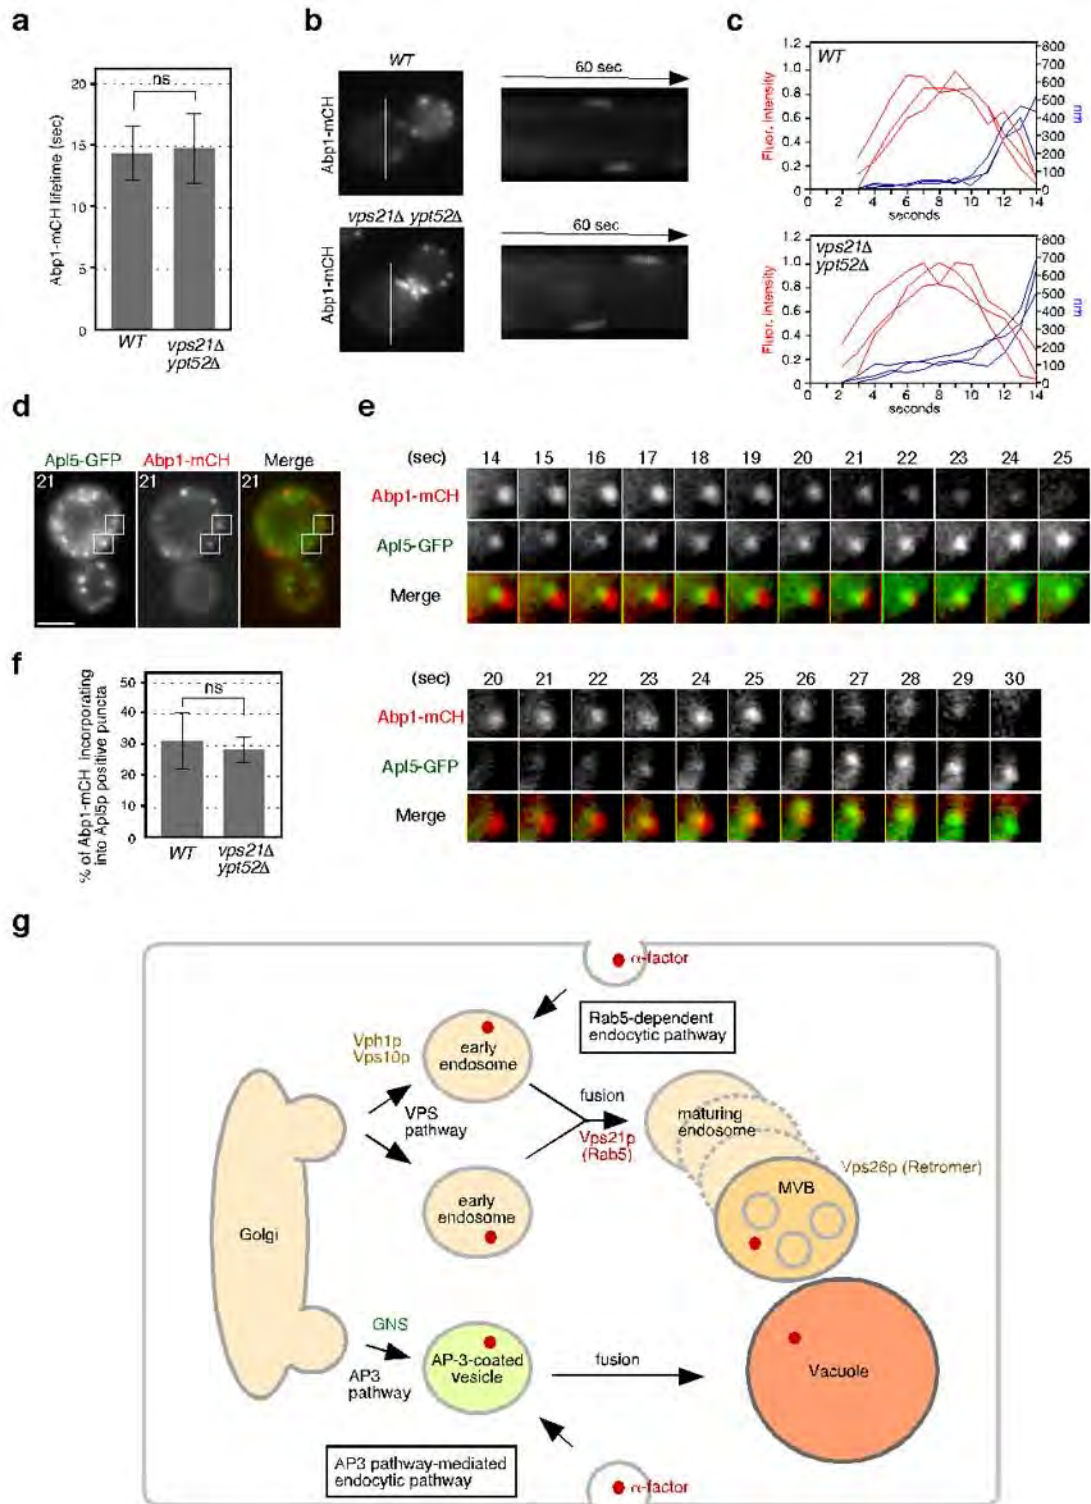 a
Abp1-mCH lifetime (sec)
20
15
10
5
0
ns
WT
vps21Δ
ypt52Δ
b
WT
Abp1-mCH
60 sec
vps21Δ ypt52Δ
Abp1-mCH
60 sec
c
WT
Fluor. intensity
1.2
1.0
0.8
0.6
0.4
0.2
0
800
700
600
500
400
300
200
100
0
nm
0 2 4 6 8 10 12 14
seconds
vps21Δ
ypt52Δ
Fluor. intensity
1.2
1.0
0.8
0.6
0.4
0.2
0
800
700
600
500
400
300
200
100
0
nm
2 4 6 8 10 12 14
seconds
d
Apl5-GFP Abp1-mCH Merge
21 21 21
e
(sec) 14 15 16 17 18 19 20 21 22 23 24 25
Abp1-mCH
Apl5-GFP
Merge
(sec) 20 21 22 23 24 25 26 27 28 29 30
Abp1-mCH
Apl5-GFP
Merge
f
% of Abp1-mCH incorporating
into Apl5p positive puncta
50
40
30
20
10
0
ns
WT
vps21Δ
ypt52Δ
g
α-factor
Rab5-dependent
endocytic pathway
Vph1p
Vps10p
early
endosome
VPS
pathway
fusion
Vps21p
(Rab5)
maturing
endosome
Vps26p (Retromer)
MVB
early
endosome
Golgi
GNS
AP3
pathway
AP-3-coated
vesicle
fusion
Vacuole
AP3 pathway-mediated
endocytic pathway
α-factor